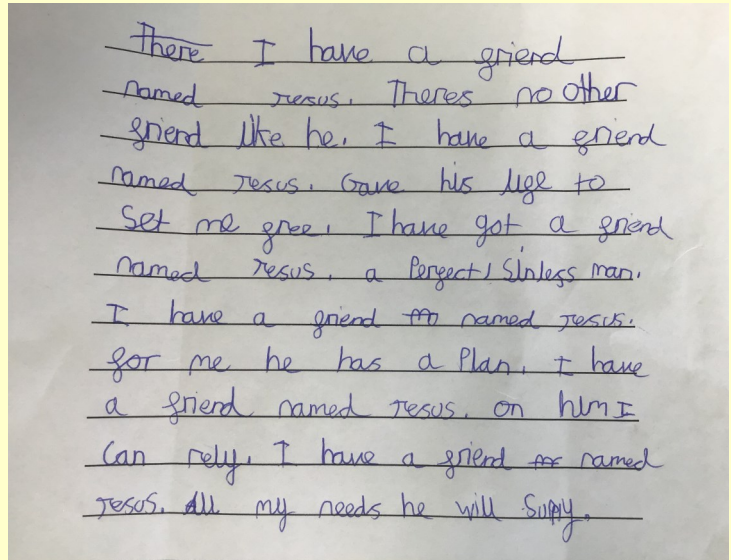 There I have a friend
named Jesus. Theres no other
friend like he. I have a friend
named Jesus. Gave his life to
Set me free. I have got a friend
named Jesus. a Perfect, Sinless man.
I have a friend named Jesus.
for me he has a Plan. I have
a friend named Jesus. on him I
Can rely. I have a friend named
Jesus. All my needs he will Suply.